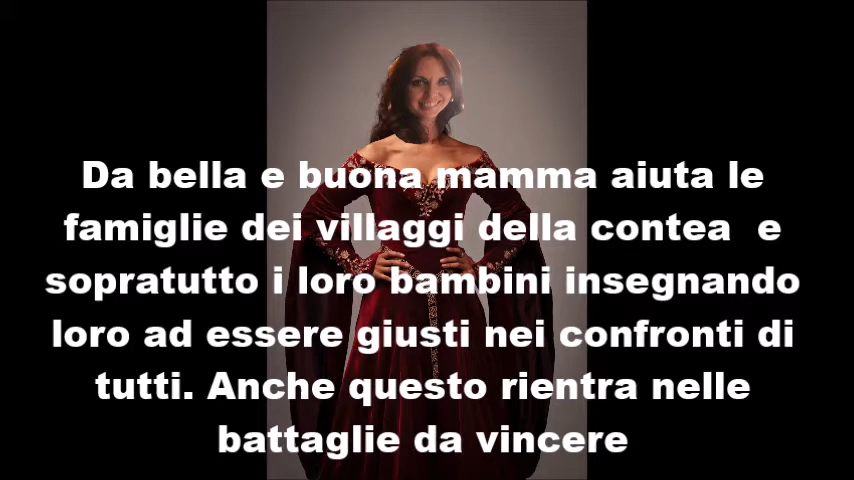 Da bella e buona mamma aiuta le
famiglie dei villaggi della contea  e
sopratutto i loro bambini insegnando
loro ad essere giusti nei confronti di
tutti. Anche questo rientra nelle
battaglie da vincere